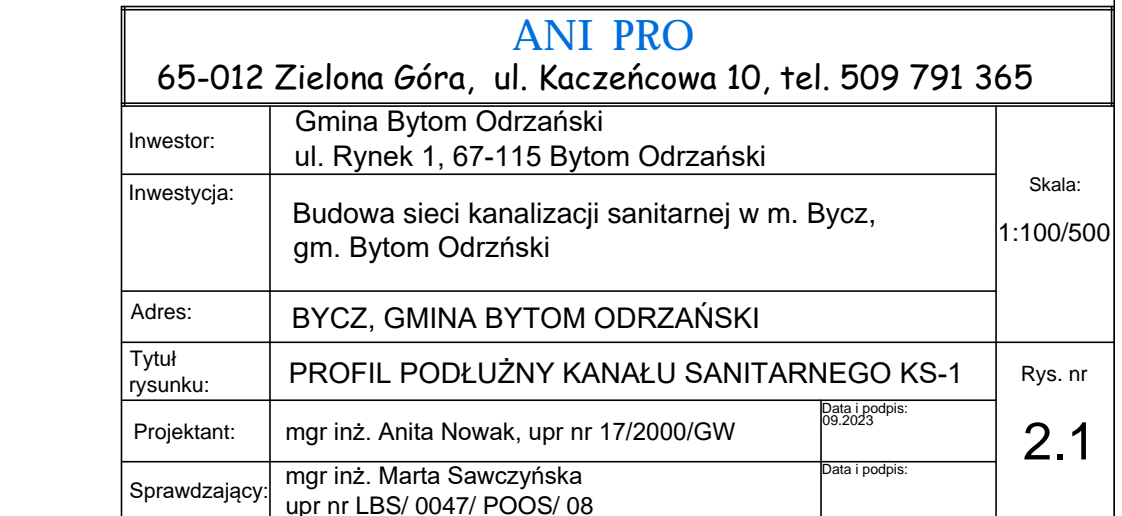 ANI PRO
65-012 Zielona Góra, ul. Kaczeńcowa 10, tel. 509 791 365
Inwestor:
Gmina Bytom Odrzański
ul. Rynek 1, 67-115 Bytom Odrzański
Inwestycja:
Budowa sieci kanalizacji sanitarnej w m. Bycz,
gm. Bytom Odrzński
Skala:
1:100/500
Adres:
BYCZ, GMINA BYTOM ODRZAŃSKI
Tytuł
rysunku:
PROFIL PODŁUŻNY KANAŁU SANITARNEGO KS-1
Rys. nr
2.1
Projektant:
mgr inż. Anita Nowak, upr nr 17/2000/GW
Data i podpis:
09.2023
Sprawdzający:
mgr inż. Marta Sawczyńska
upr nr LBS/ 0047/ POOS/ 08
Data i podpis: